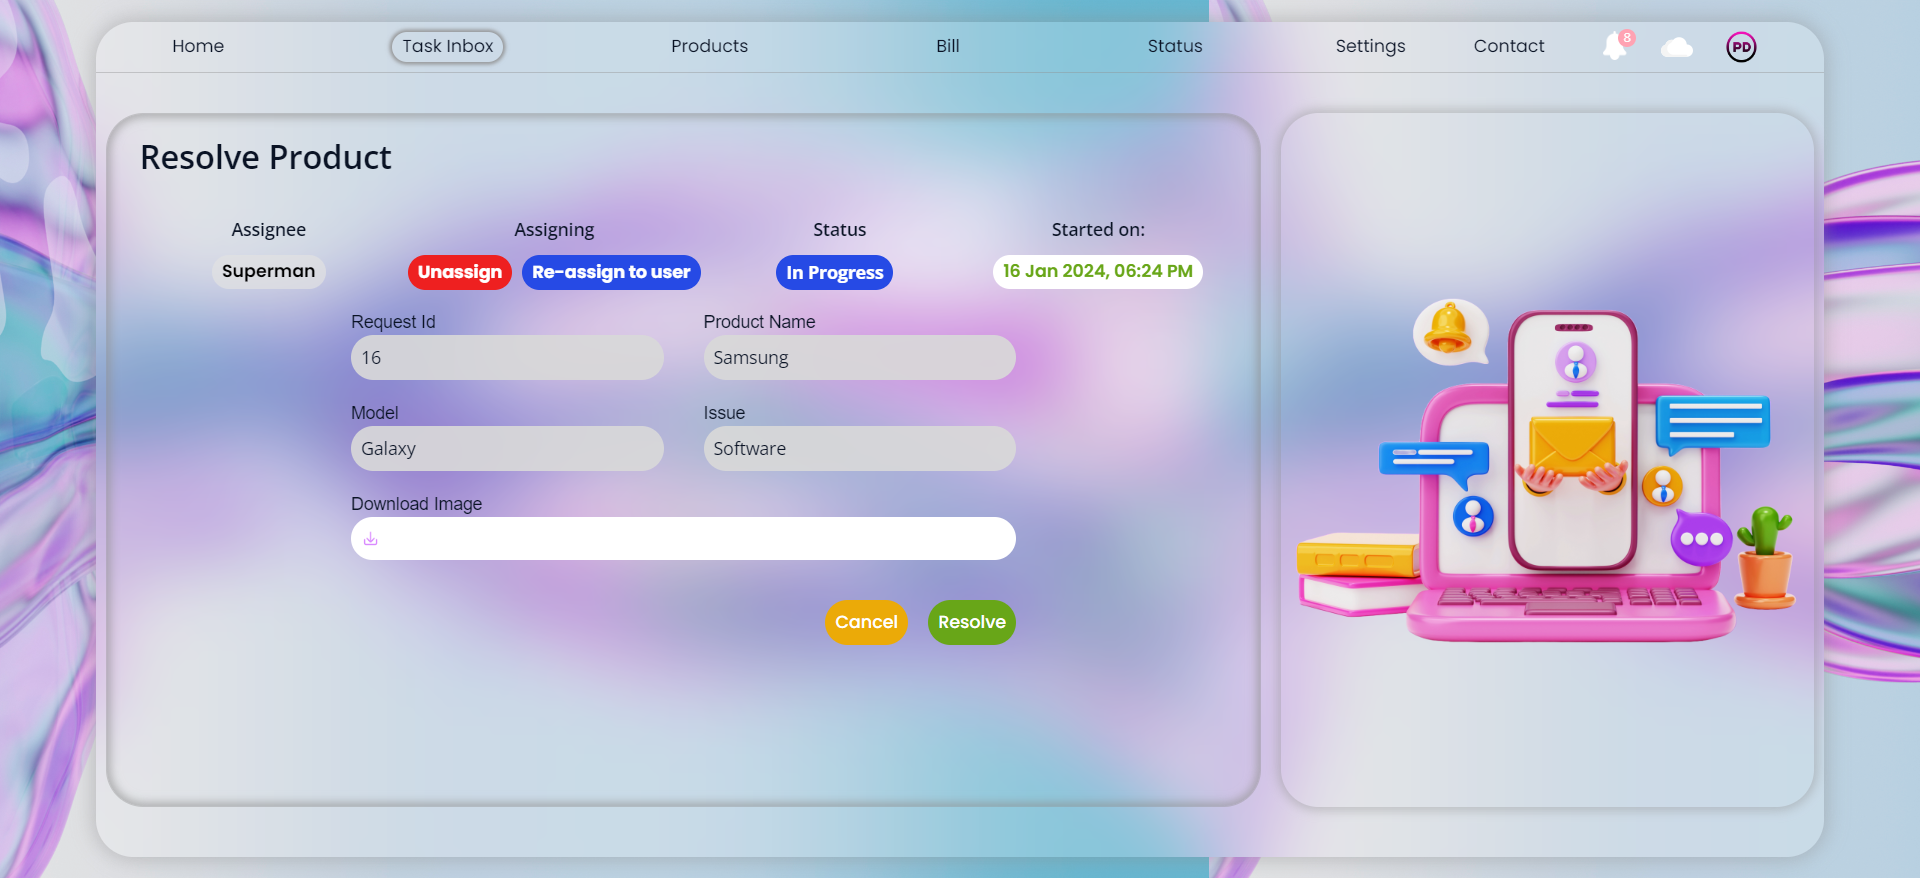 Home Task Inbox Products Bill Status Settings Contact 8 PD
Resolve Product
Assignee Assigning Status Started on:
Superman Unassign Re-assign to user In Progress 16 Jan 2024, 06:24 PM
Request Id Product Name
16 Samsung
Model Issue
Galaxy Software
Download Image
Cancel Resolve